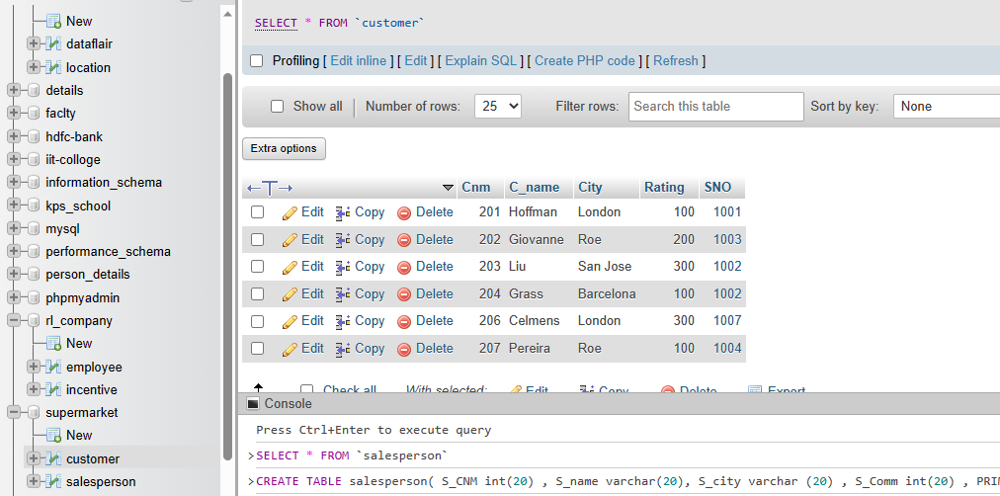 New
dataflair
location
details
faclty
hdfc-bank
iit-colloge
information_schema
kps_school
mysql
performance_schema
person_details
phpmyadmin
rl_company
New
employee
incentive
supermarket
New
customer
salesperson
SELECT * FROM `customer`
Profiling [ Edit inline ] [ Edit ] [ Explain SQL ] [ Create PHP code ] [ Refresh ]
Show all Number of rows: 25 Filter rows: Search this table Sort by key: None
Extra options
←T→ Cnm C_name City Rating SNO
Edit Copy Delete 201 Hoffman London 100 1001
Edit Copy Delete 202 Giovanne Roe 200 1003
Edit Copy Delete 203 Liu San Jose 300 1002
Edit Copy Delete 204 Grass Barcelona 100 1002
Edit Copy Delete 206 Celmens London 300 1007
Edit Copy Delete 207 Pereira Roe 100 1004
Check all With selected: Edit Copy Delete Export
Console
Press Ctrl+Enter to execute query
>SELECT * FROM `salesperson`
>CREATE TABLE salesperson( S_CNM int(20) , S_name varchar(20), S_city varchar (20) , S_Comm int(20) , PRI